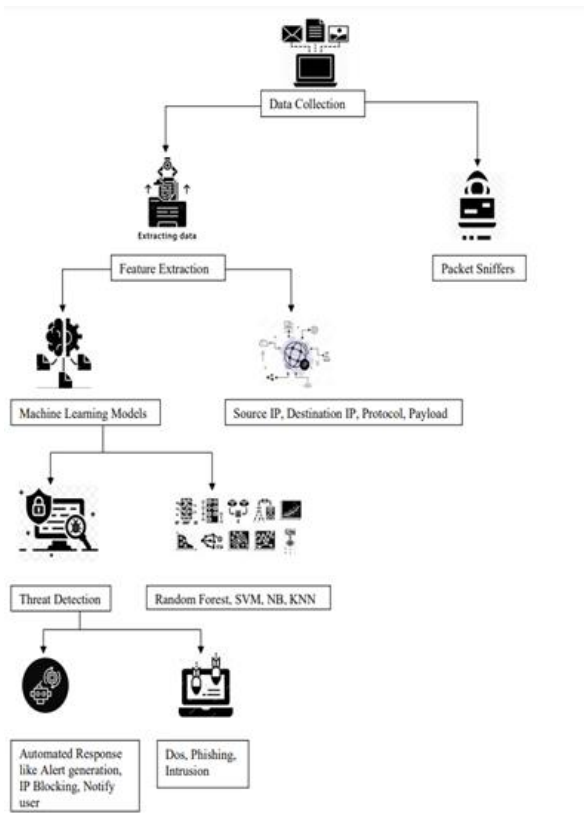 Data Collection
Extracting data
Feature Extraction
Packet Sniffers
Machine Learning Models
Source IP, Destination IP, Protocol, Payload
Threat Detection
Random Forest, SVM, NB, KNN
Automated Response
like Alert generation,
IP Blocking, Notify
user
Dos, Phishing,
Intrusion